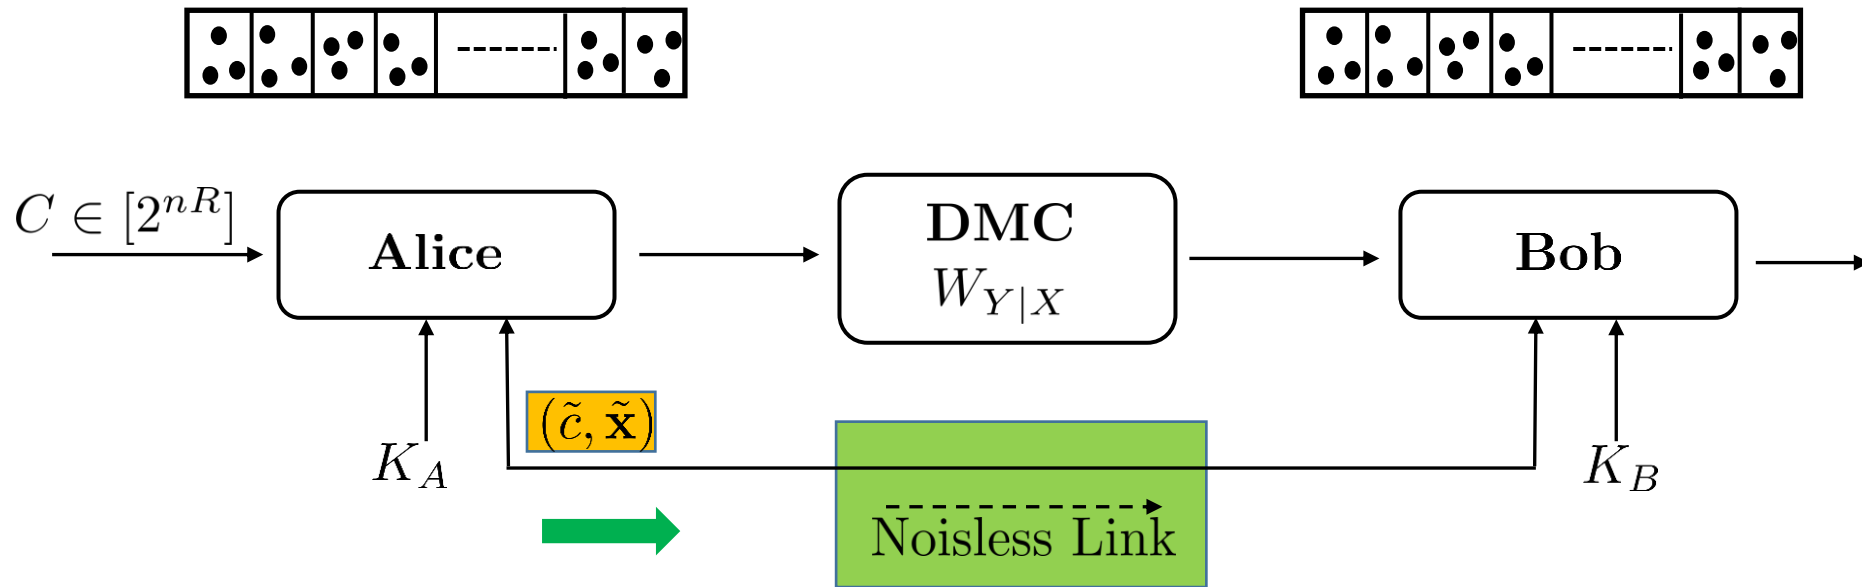 C ∈ [2^{nR}]
Alice
DMC
W_{Y|X}
Bob
(c̃, x̃)
K_A
K_B
Noisless Link